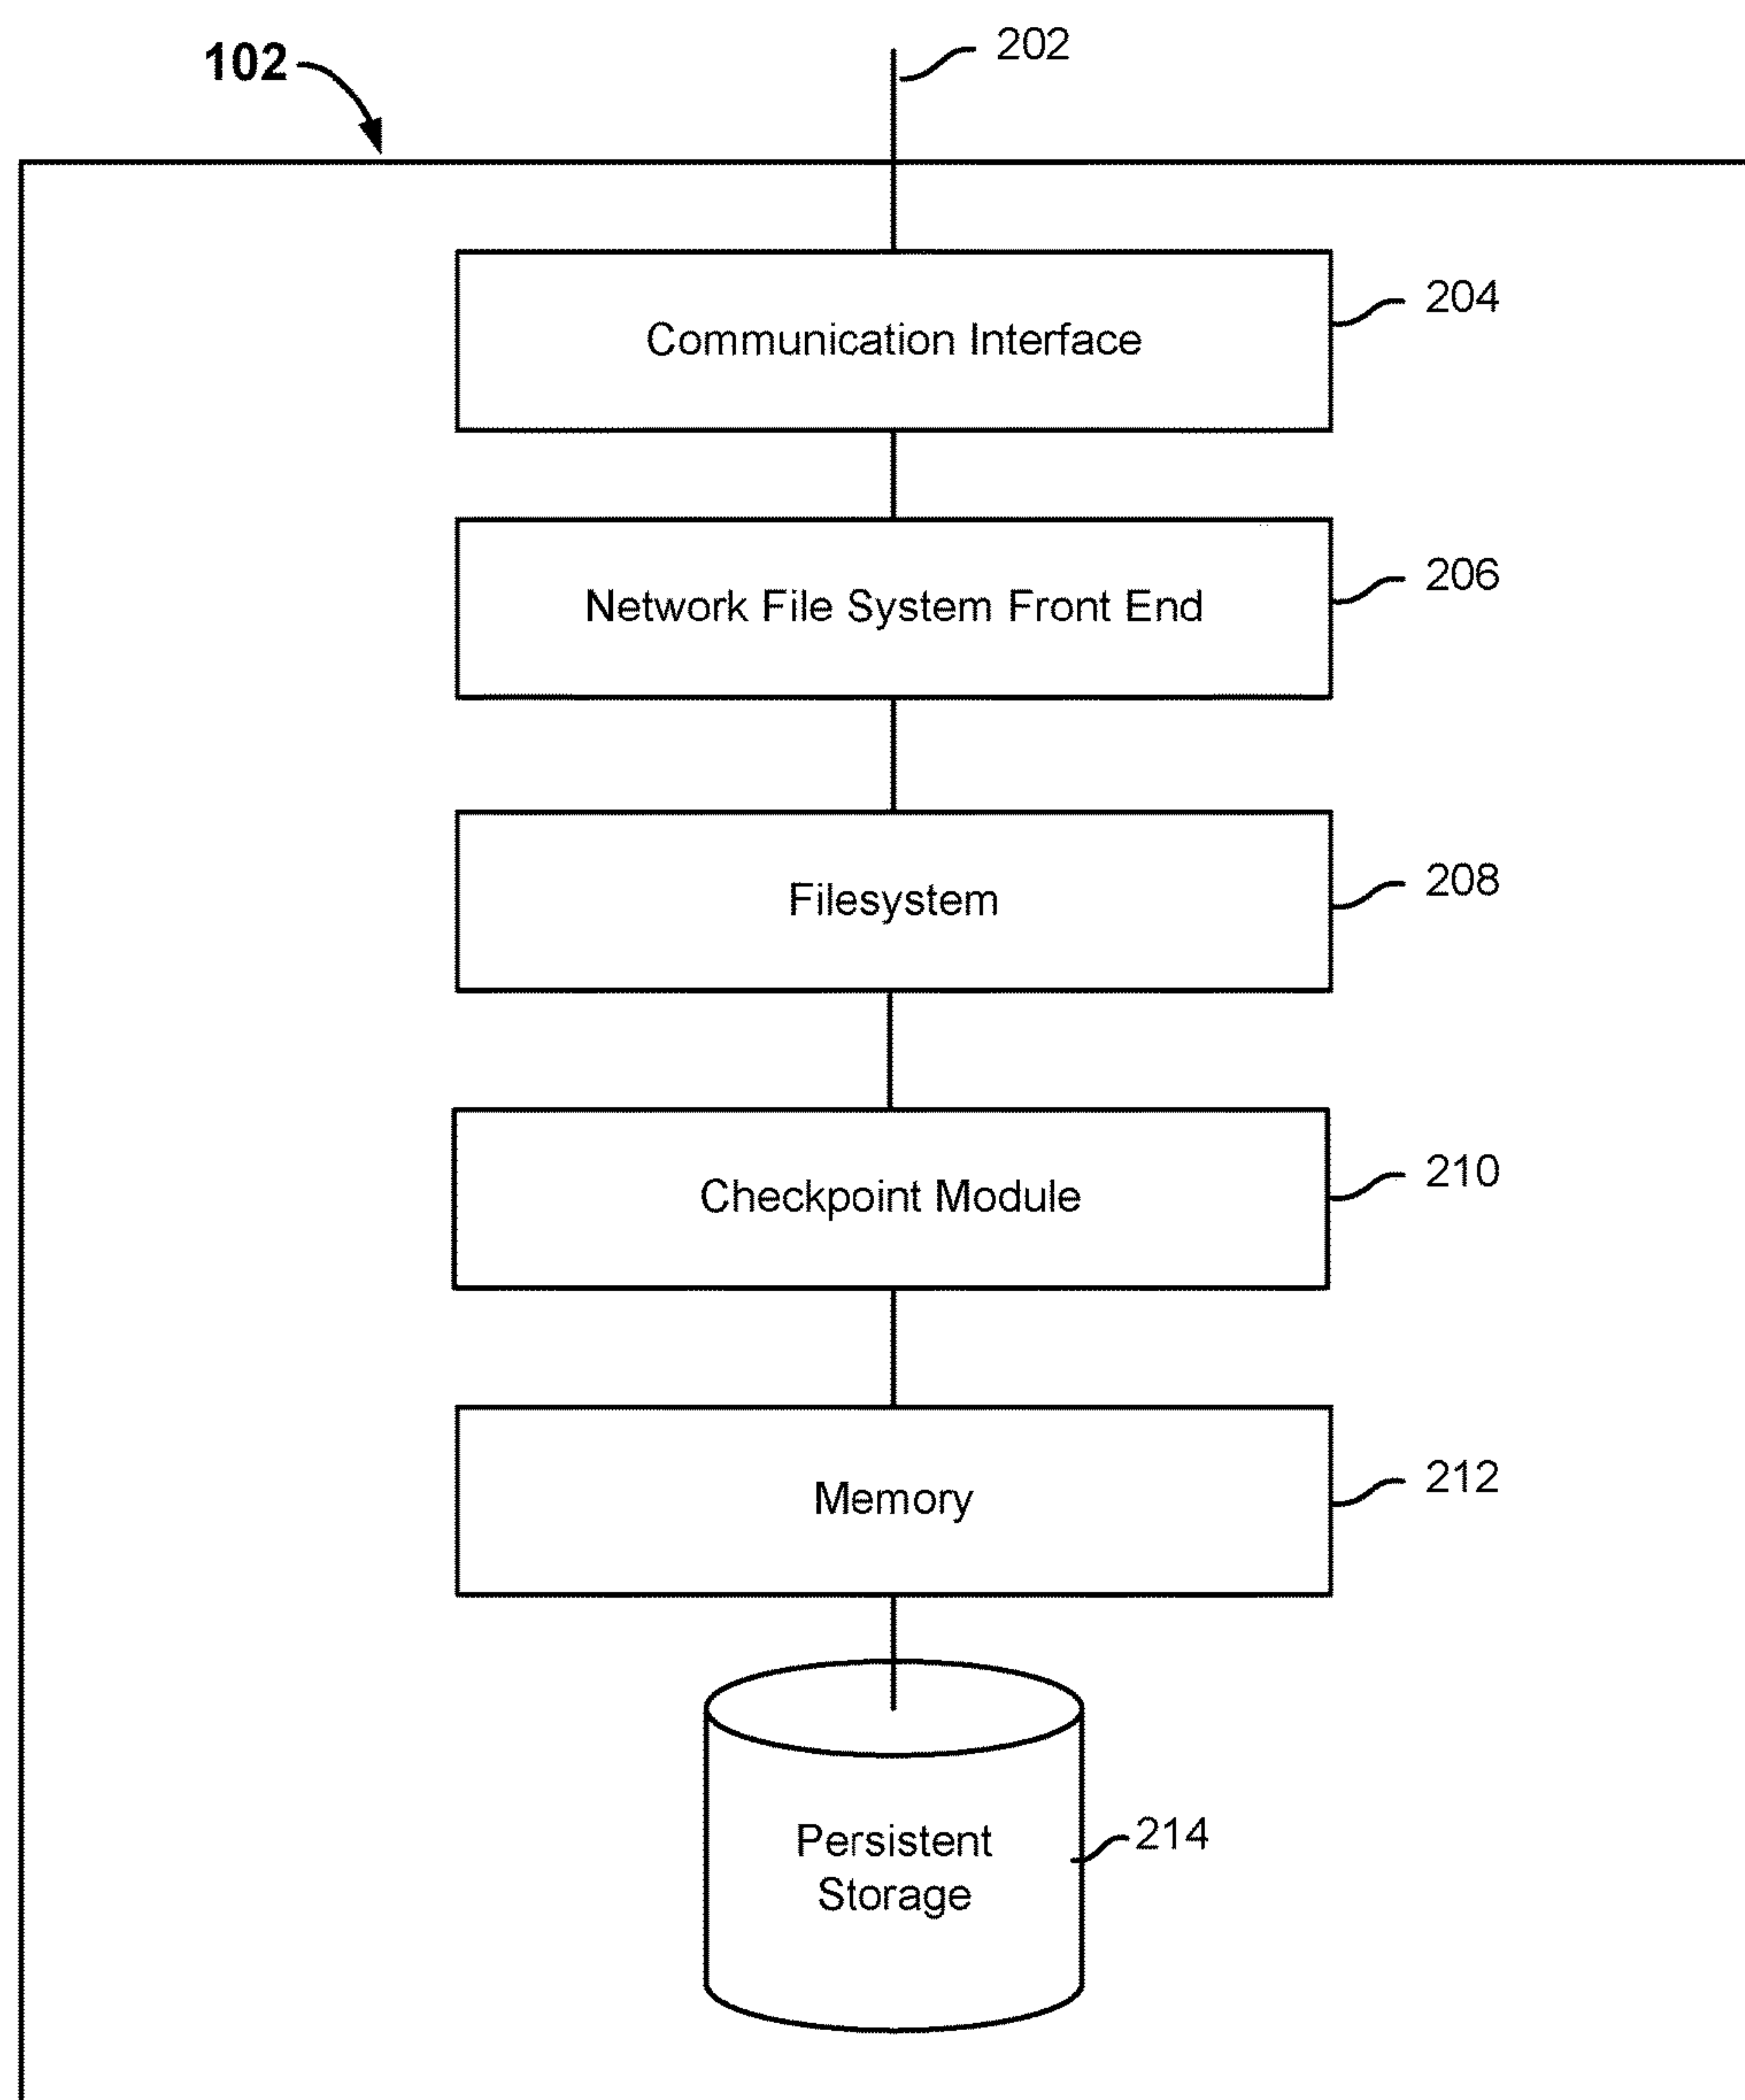 102
202
Communication Interface
204
Network File System Front End
206
Filesystem
208
Checkpoint Module
210
Memory
212
Persistent
Storage
214